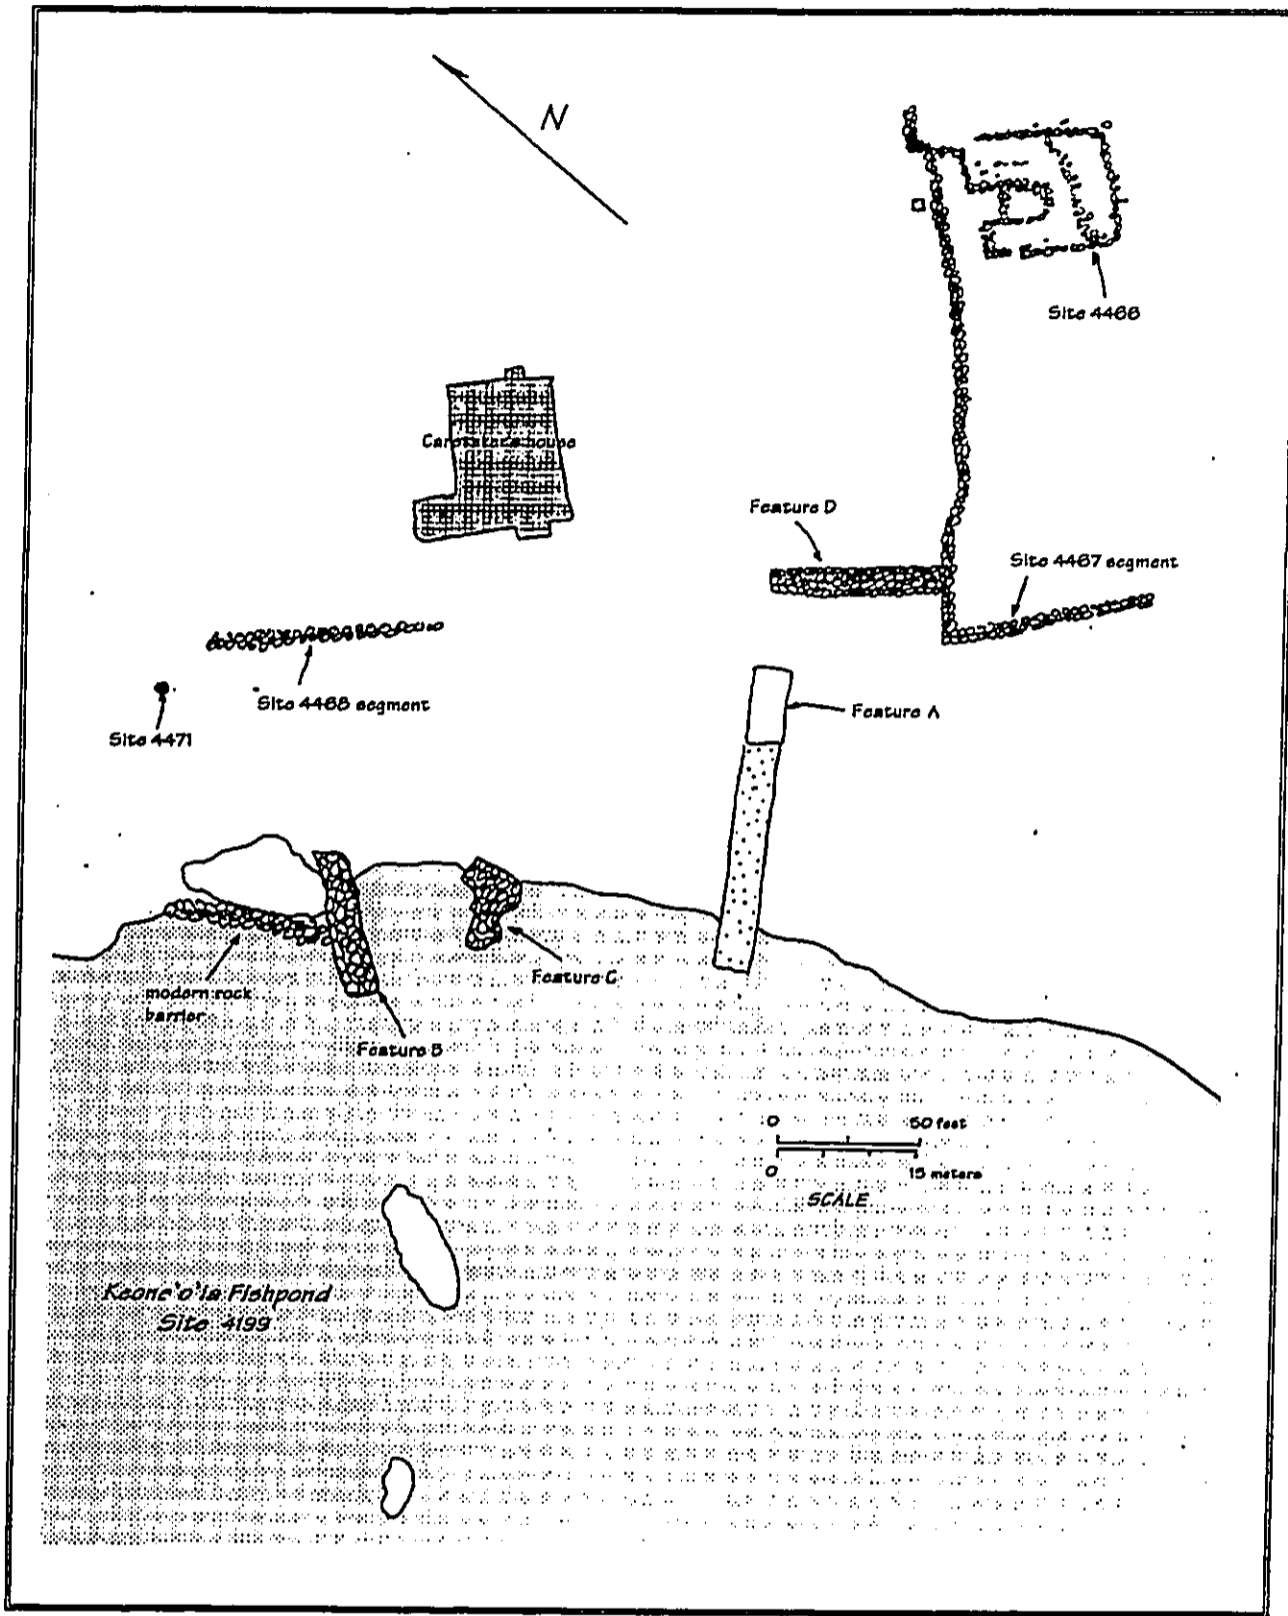 N
Site 4466
Caretakers house
Feature D
Site 4467 segment
Site 4468 segment
Site 4471
Feature A
Feature C
modern rock
barrier
Feature B
0 50 feet
0 15 meters
SCALE
Keone'o'io Fishpond
Site 4199